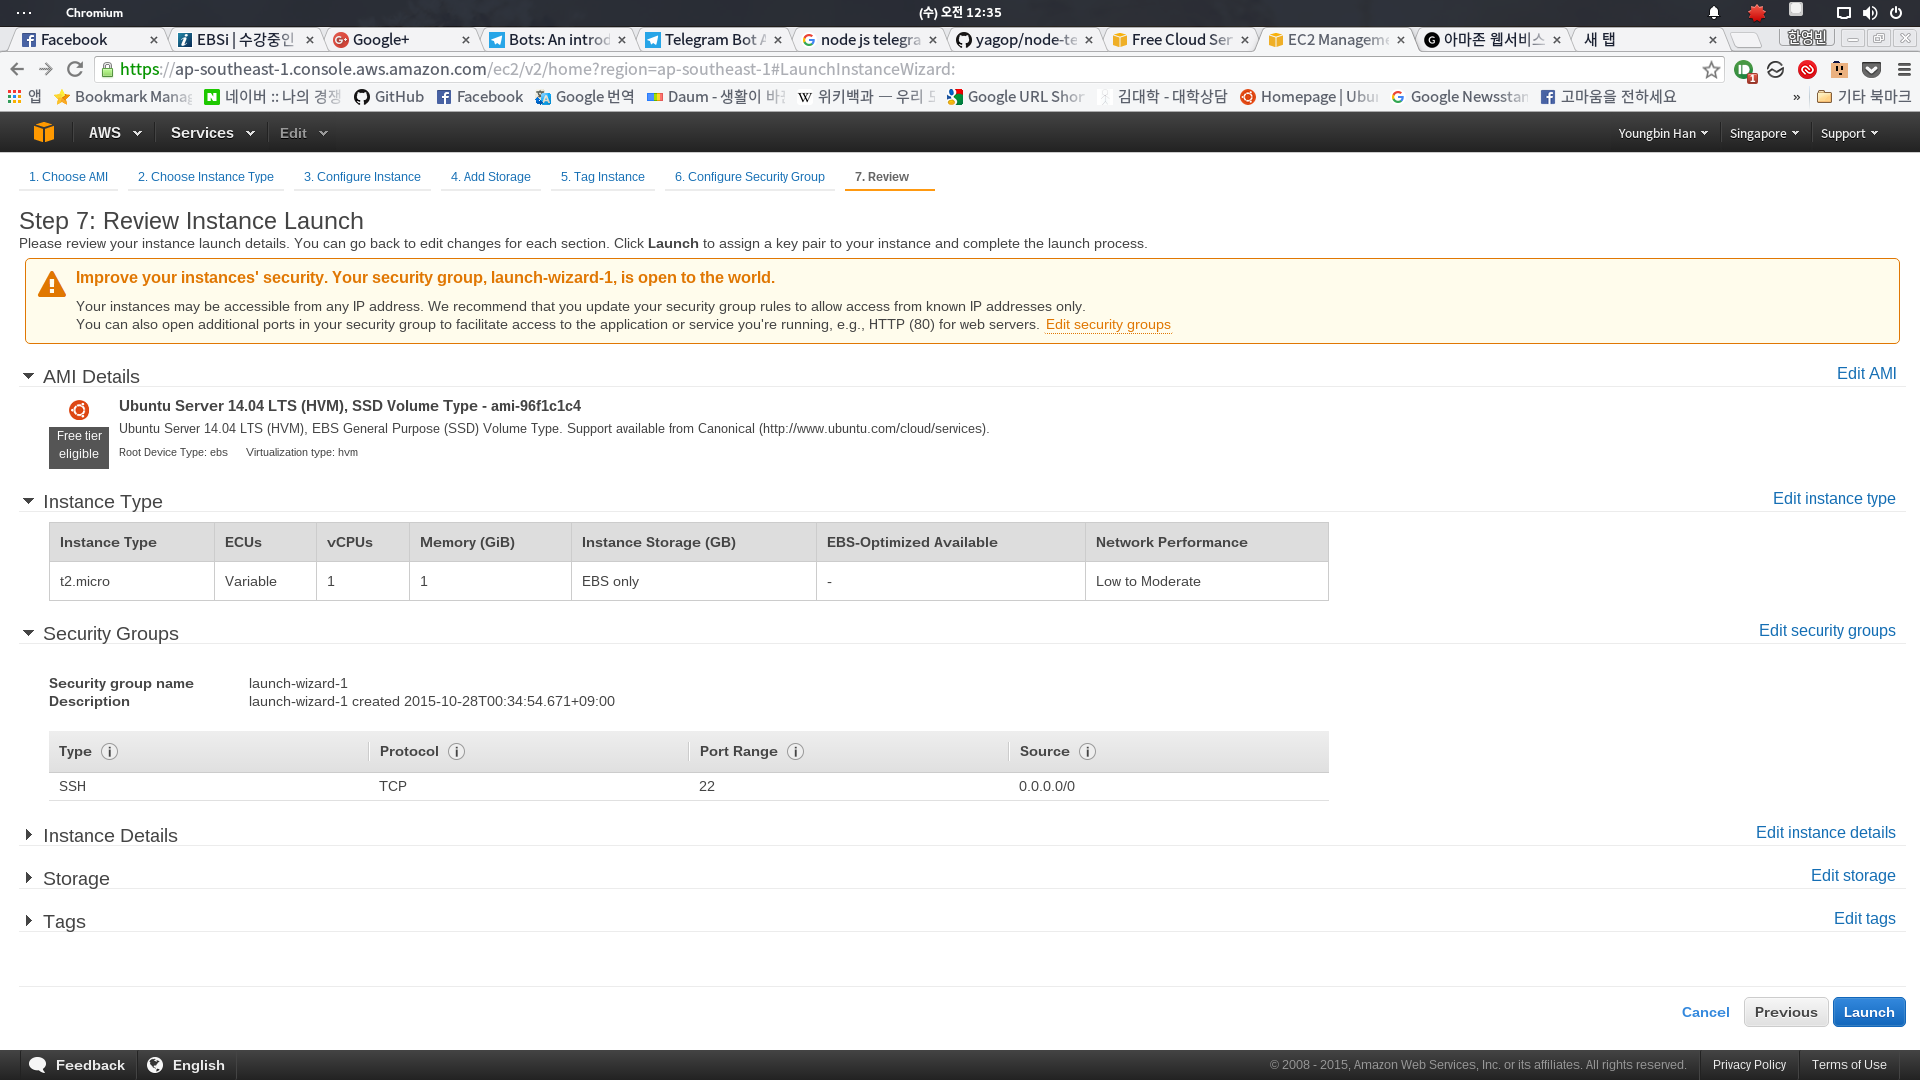 Chromium
(수) 오전 12:35
Facebook
EBSi | 수강중인
Google+
Bots: An introd
Telegram Bot A
node js telegra
yagop/node-te
Free Cloud Ser
EC2 Manageme
아마존 웹서비스
새 탭
한영빈
https://ap-southeast-1.console.aws.amazon.com/ec2/v2/home?region=ap-southeast-1#LaunchInstanceWizard:
1
앱
Bookmark Manag
네이버 :: 나의 경쟁
GitHub
Facebook
Google 번역
Daum - 생활이 바
위키백과 — 우리
Google URL Shor
김대학 - 대학상담
Homepage | Ubu
Google Newsstan
고마움을 전하세요
»
기타 북마크
AWS
Services
Edit
Youngbin Han
Singapore
Support
1. Choose AMI
2. Choose Instance Type
3. Configure Instance
4. Add Storage
5. Tag Instance
6. Configure Security Group
7. Review
Step 7: Review Instance Launch
Please review your instance launch details. You can go back to edit changes for each section. Click Launch to assign a key pair to your instance and complete the launch process.
Improve your instances' security. Your security group, launch-wizard-1, is open to the world.
Your instances may be accessible from any IP address. We recommend that you update your security group rules to allow access from known IP addresses only.
You can also open additional ports in your security group to facilitate access to the application or service you're running, e.g., HTTP (80) for web servers. Edit security groups
AMI Details
Edit AMI
Ubuntu Server 14.04 LTS (HVM), SSD Volume Type - ami-96f1c1c4
Free tier
eligible
Ubuntu Server 14.04 LTS (HVM), EBS General Purpose (SSD) Volume Type. Support available from Canonical (http://www.ubuntu.com/cloud/services).
Root Device Type: ebs Virtualization type: hvm
Instance Type
Edit instance type
Instance Type ECUs vCPUs Memory (GiB) Instance Storage (GB) EBS-Optimized Available Network Performance
t2.micro Variable 1 1 EBS only - Low to Moderate
Security Groups
Edit security groups
Security group name launch-wizard-1
Description launch-wizard-1 created 2015-10-28T00:34:54.671+09:00
Type Protocol Port Range Source
SSH TCP 22 0.0.0.0/0
Instance Details
Edit instance details
Storage
Edit storage
Tags
Edit tags
Cancel
Previous
Launch
Feedback
English
© 2008 - 2015, Amazon Web Services, Inc. or its affiliates. All rights reserved.
Privacy Policy
Terms of Use